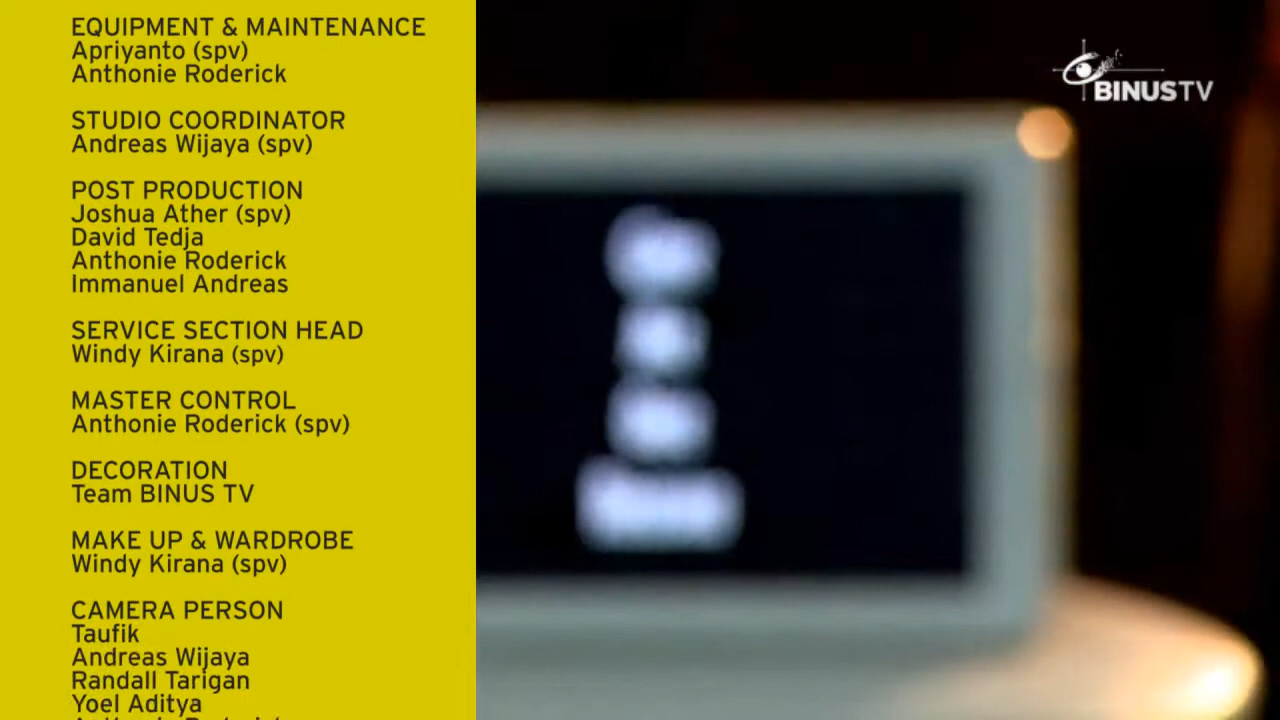 EQUIPMENT & MAINTENANCE
Apriyanto (spv)
Anthonie Roderick
STUDIO COORDINATOR
Andreas Wijaya (spv)
POST PRODUCTION
Joshua Ather (spv)
David Tedja
Anthonie Roderick
Immanuel Andreas
SERVICE SECTION HEAD
Windy Kirana (spv)
MASTER CONTROL
Anthonie Roderick (spv)
DECORATION
Team BINUS TV
MAKE UP & WARDROBE
Windy Kirana (spv)
CAMERA PERSON
Taufik
Andreas Wijaya
Randall Tarigan
Yoel Aditya
BINUSTV